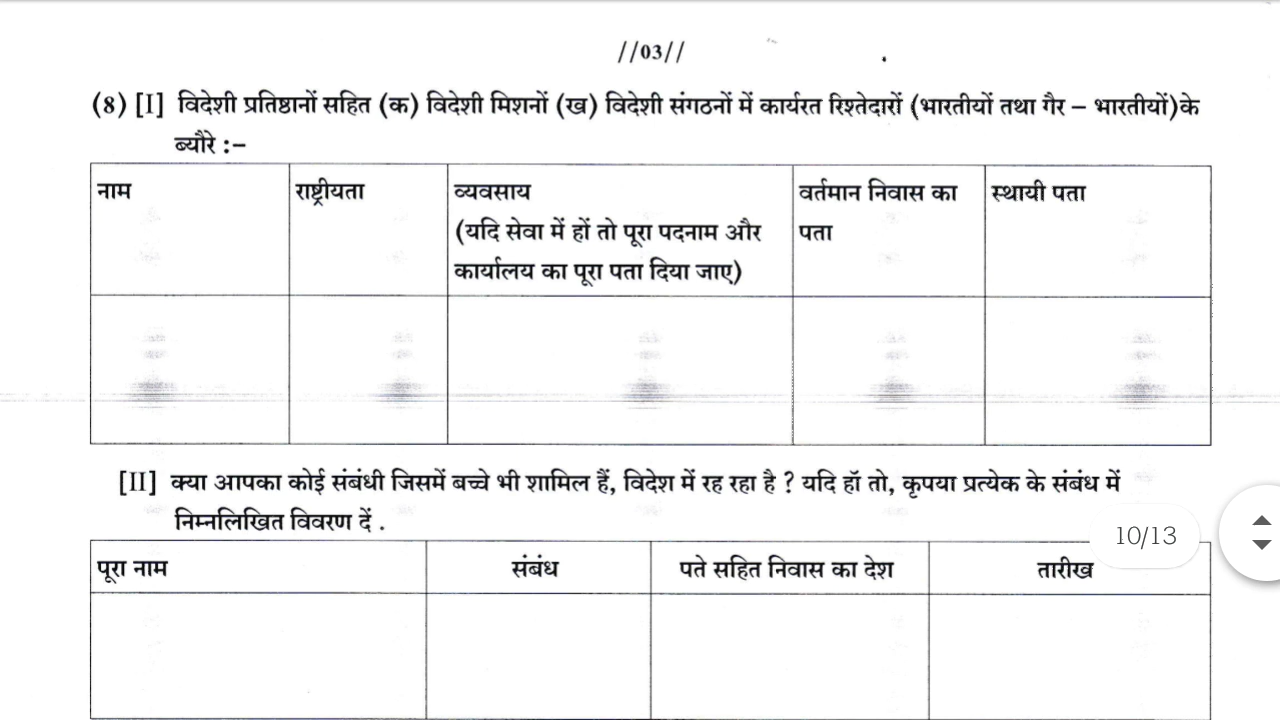 //03//
(8) [I] विदेशी प्रतिष्ठानों सहित (क) विदेशी मिशनों (ख) विदेशी संगठनों में कार्यरत रिश्तेदारों (भारतीयों तथा गैर – भारतीयों)के
ब्यौरे :–
नाम
राष्ट्रीयता
व्यवसाय
(यदि सेवा में हों तो पूरा पदनाम और
कार्यालय का पूरा पता दिया जाए)
वर्तमान निवास का
पता
स्थायी पता
[II] क्या आपका कोई संबंधी जिसमें बच्चे भी शामिल हैं, विदेश में रह रहा है ? यदि हॉ तो, कृपया प्रत्येक के संबंध में
निम्नलिखित विवरण दें .
10/13
पूरा नाम
संबंध
पते सहित निवास का देश
तारीख